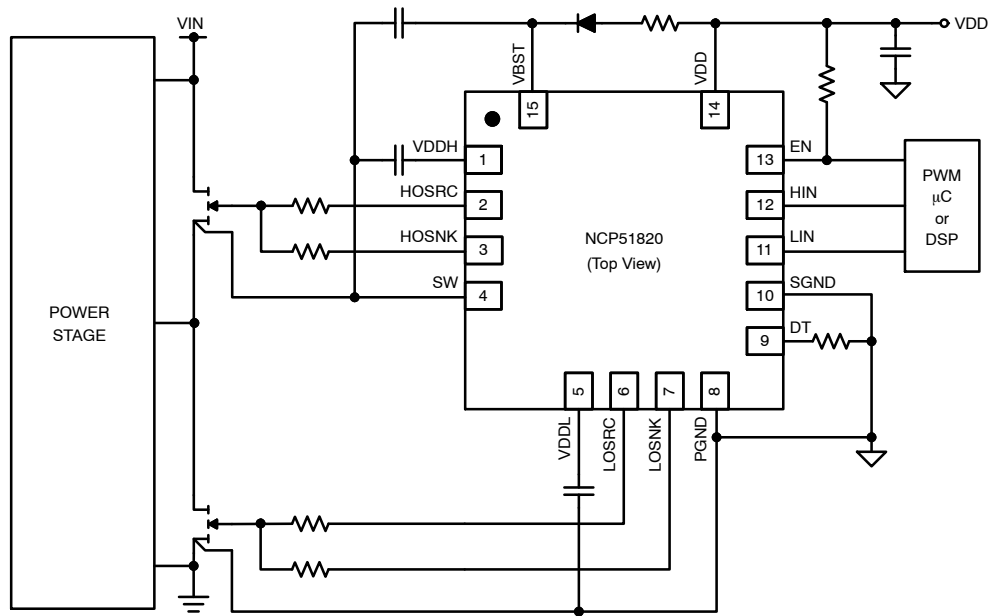 VIN
VDD
VBST
VDD
15
14
VDDH
1
EN
13
HOSRC
2
HIN
12
HOSNK
3
LIN
11
SW
4
SGND
10
DT
9
NCP51820
(Top View)
PWM
μC
or
DSP
POWER
STAGE
5
6
7
8
VDDL
LOSRC
LOSNK
PGND